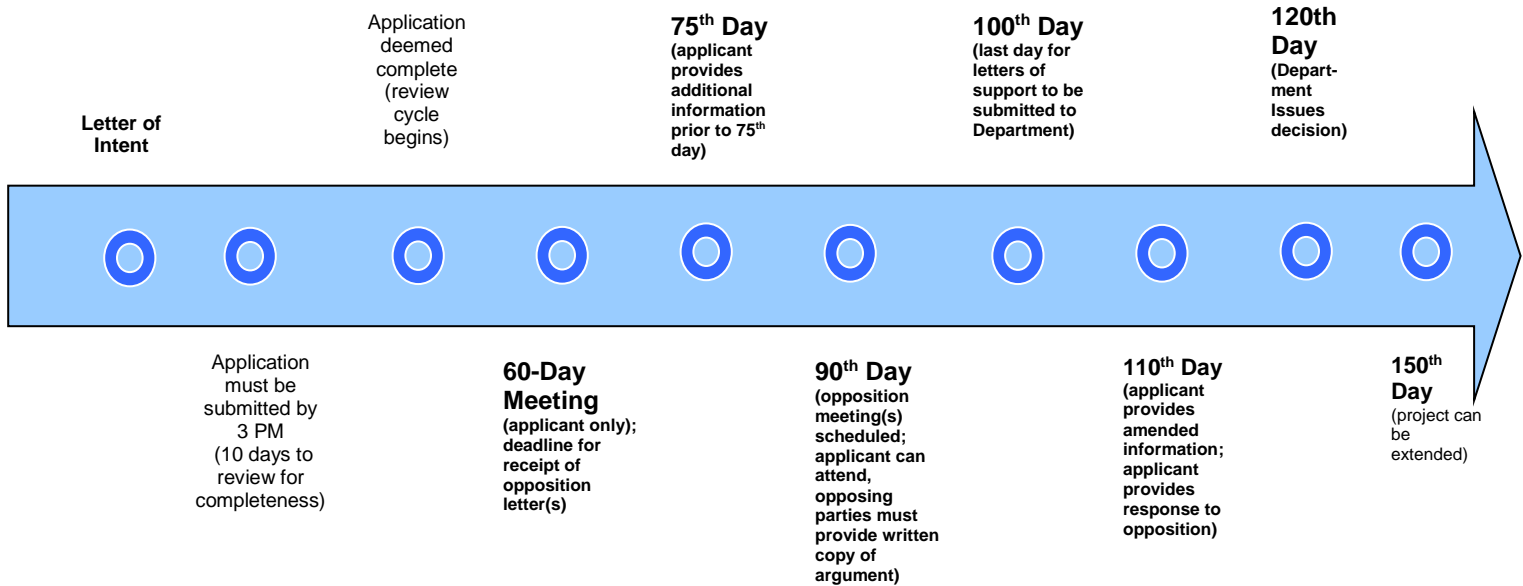 Letter of
Intent
Application
must be
submitted by
3 PM
(10 days to
review for
completeness)
Application
deemed
complete
(review
cycle
begins)
60-Day
Meeting
(applicant only);
deadline for
receipt of
opposition
letter(s)
75th Day
(applicant
provides
additional
information
prior to 75th
day)
90th Day
(opposition
meeting(s)
scheduled;
applicant can
attend,
opposing
parties must
provide written
copy of
argument)
100th Day
(last day for
letters of
support to be
submitted to
Department)
110th Day
(applicant
provides
amended
information;
applicant
provides
response to
opposition)
120th
Day
(Depart-
ment
Issues
decision)
150th
Day
(project can
be
extended)